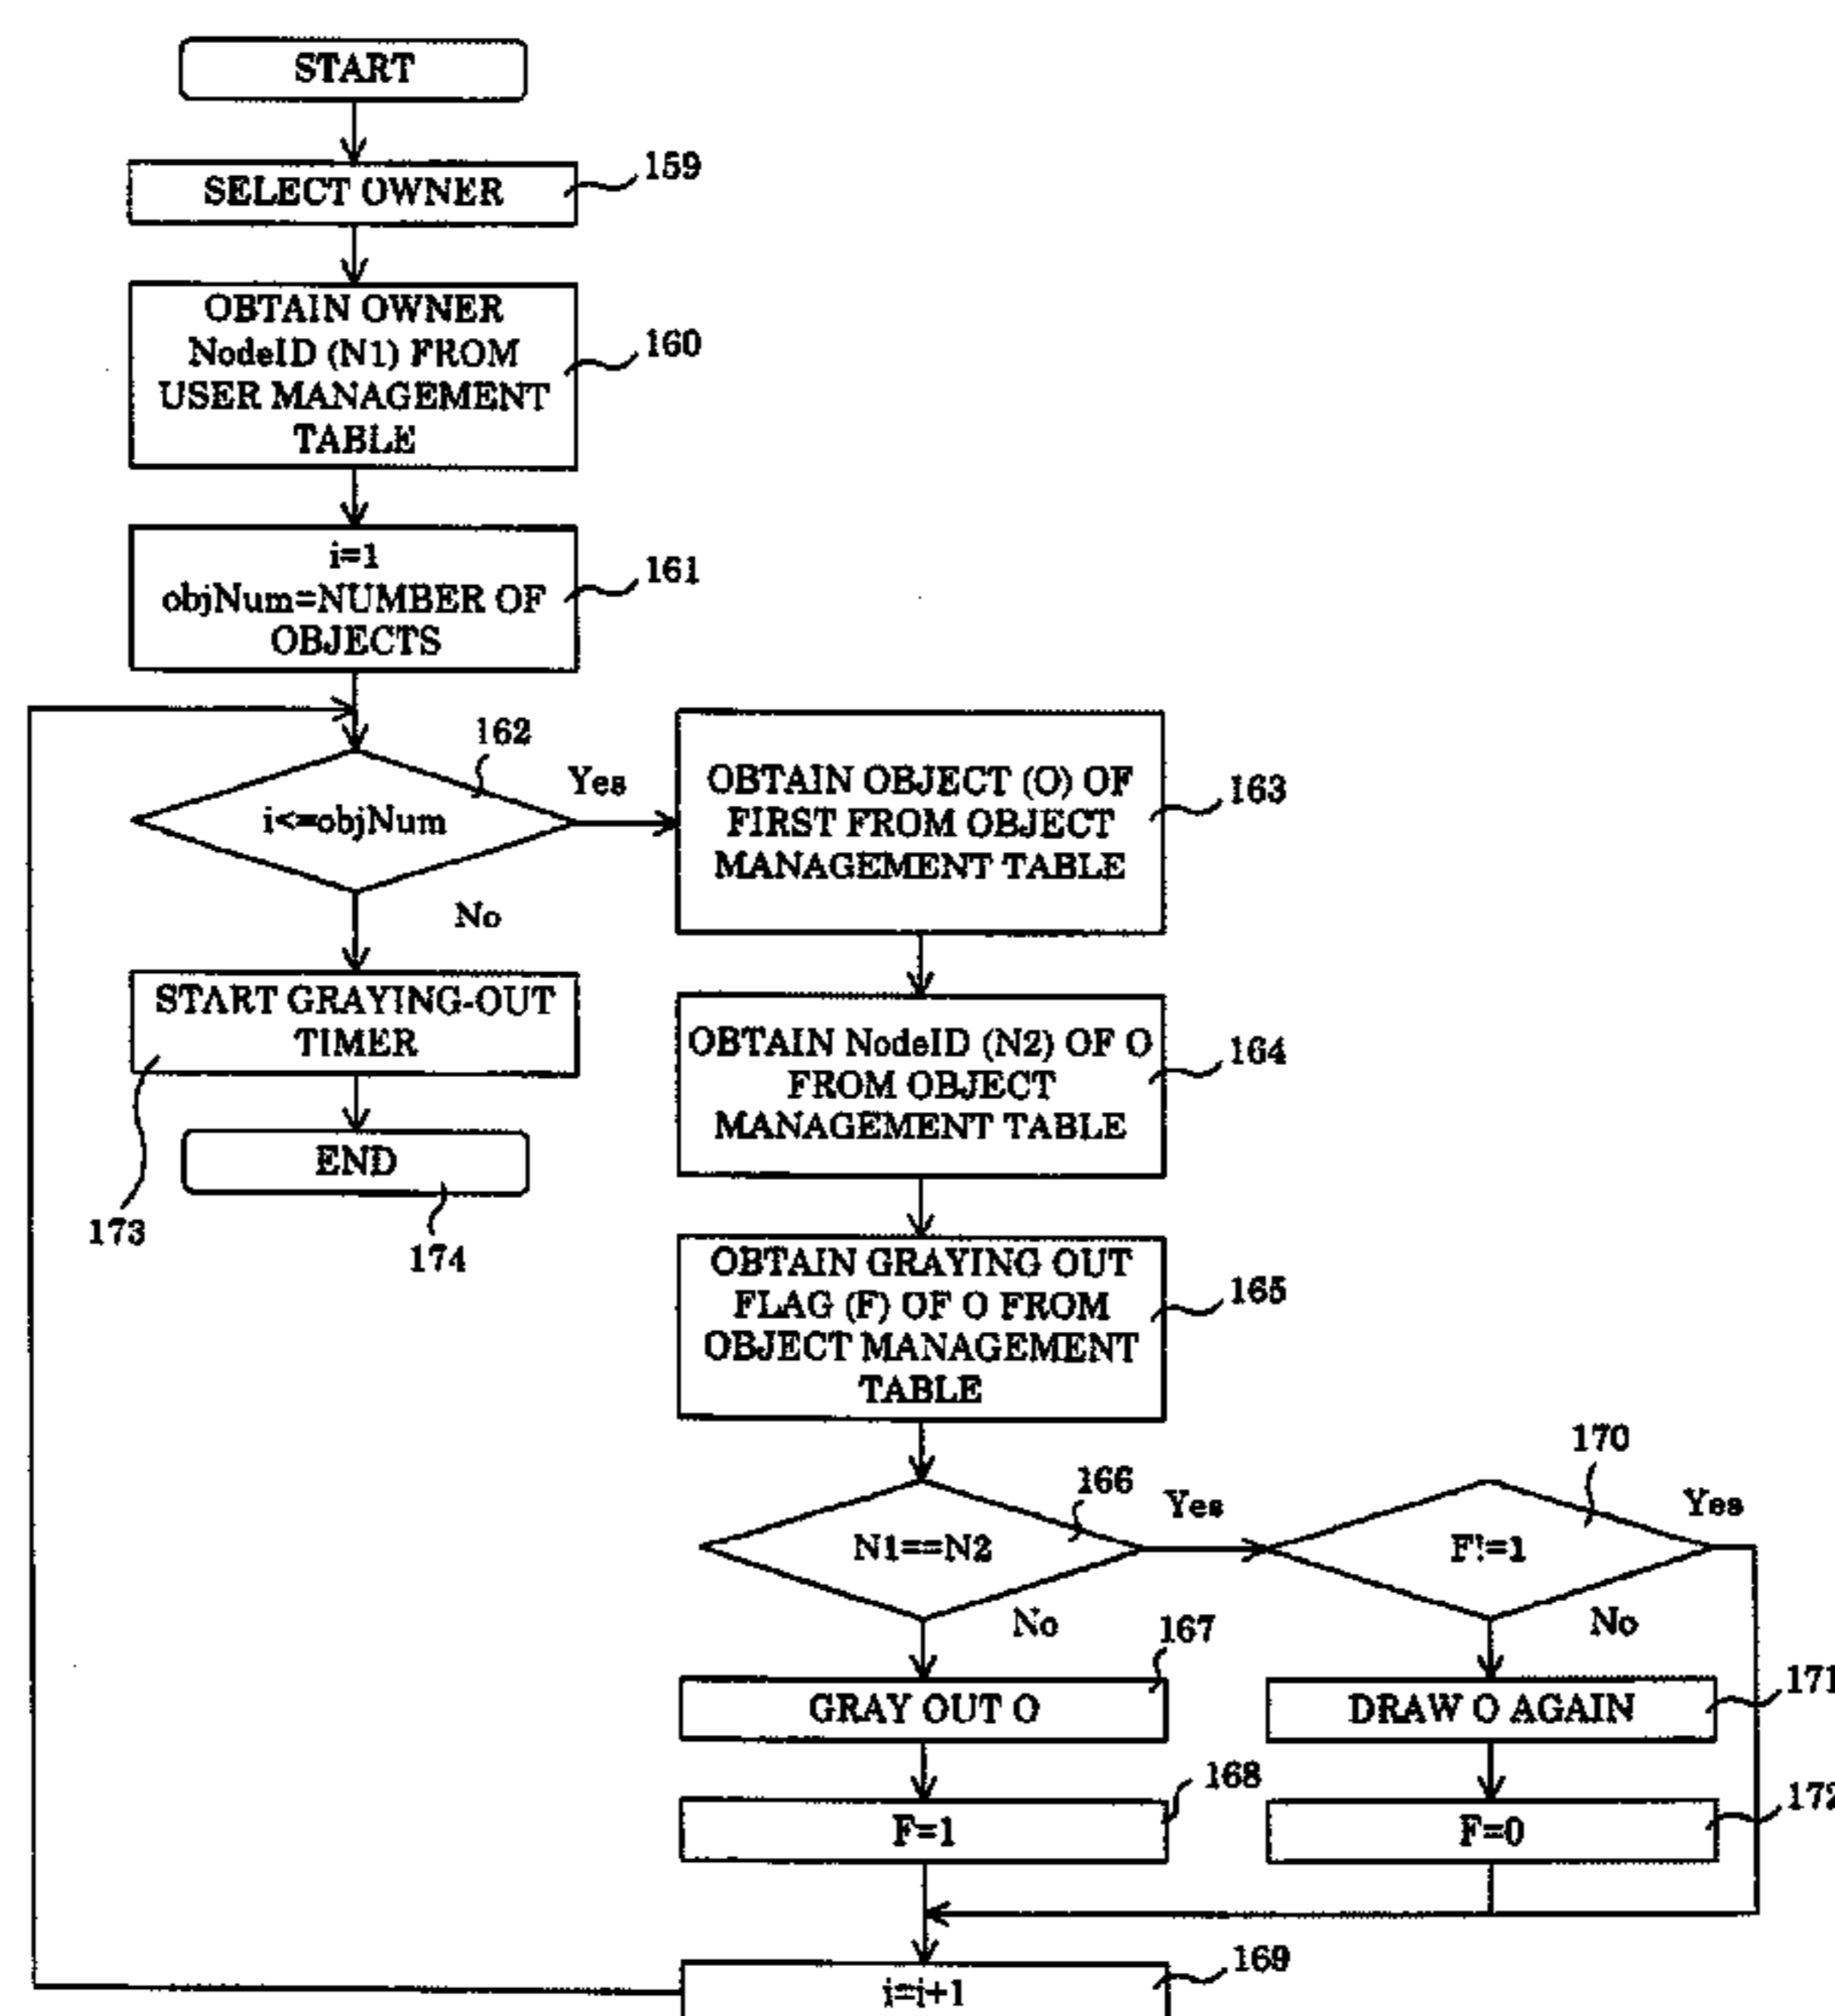 START
SELECT OWNER
159
OBTAIN OWNER
NodeID (N1) FROM
USER MANAGEMENT
TABLE
160
i=1
objNum=NUMBER OF
OBJECTS
161
162
i<=objNum
Yes
No
OBTAIN OBJECT (O) OF
FIRST FROM OBJECT
MANAGEMENT TABLE
163
START GRAYING-OUT
TIMER
173
END
174
OBTAIN NodeID (N2) OF O
FROM OBJECT
MANAGEMENT TABLE
164
OBTAIN GRAYING OUT
FLAG (F) OF O FROM
OBJECT MANAGEMENT
TABLE
165
166
N1==N2
Yes
No
170
F!=1
Yes
No
167
GRAY OUT O
DRAW O AGAIN
171
168
F=1
F=0
172
i=i+1
169